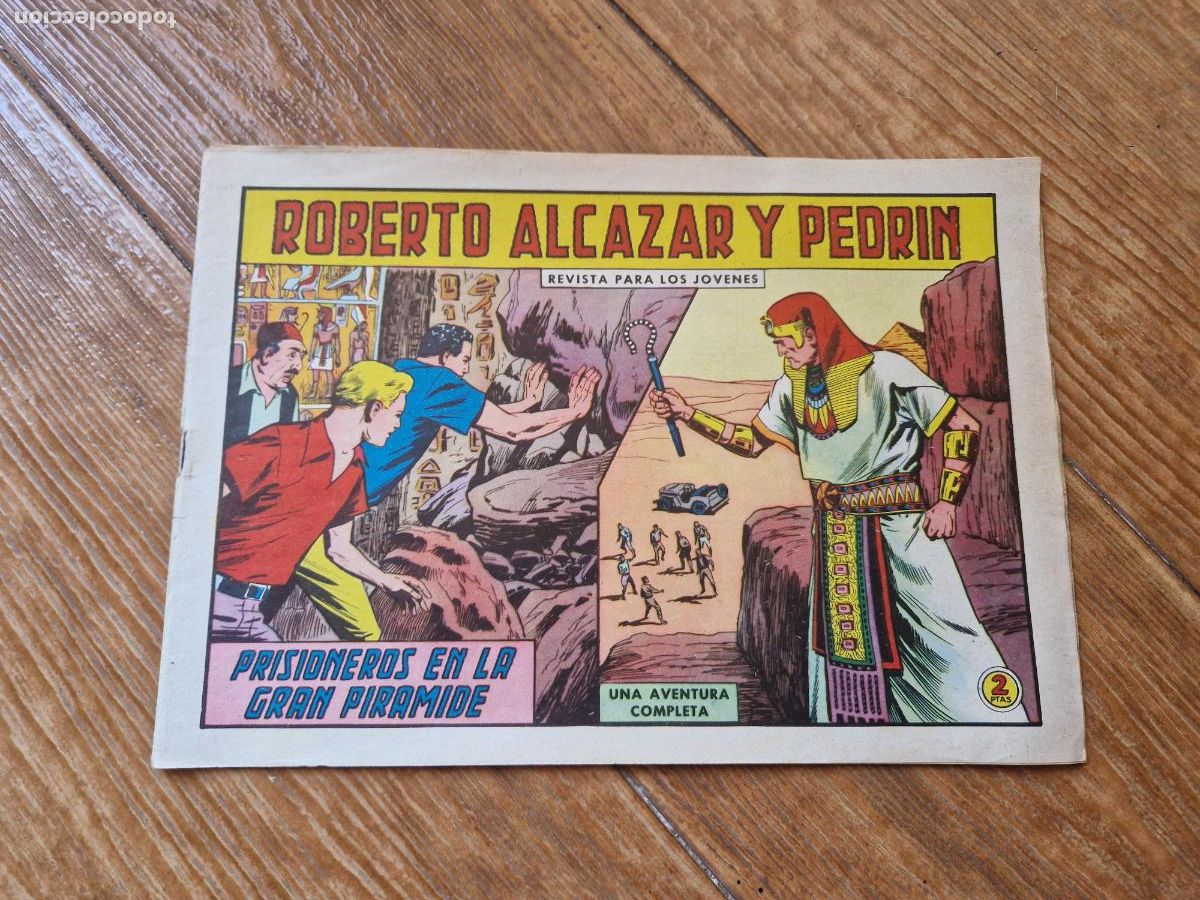 todocoleccion
ROBERTO ALCAZAR Y PEDRIN
REVISTA PARA LOS JOVENES
PRISIONEROS EN LA
GRAN PIRAMIDE
UNA AVENTURA
COMPLETA
2
PTAS